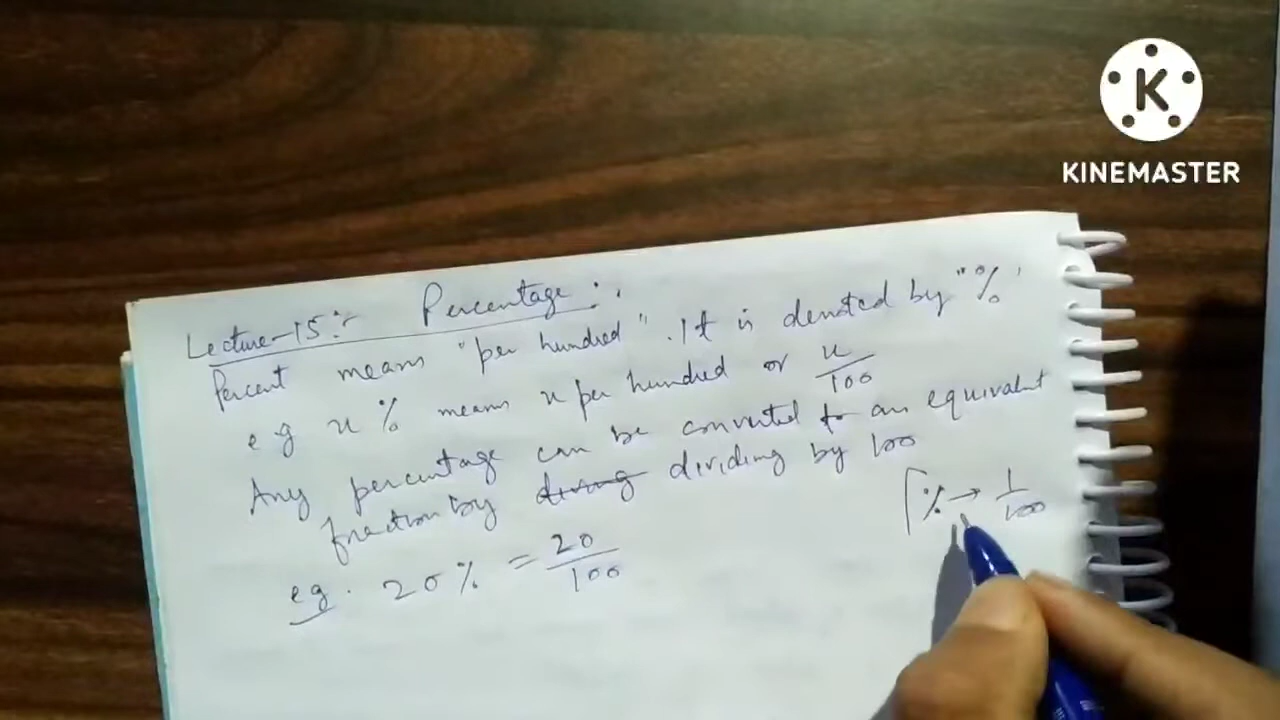 K
KINEMASTER
Lecture-15:- Percentage:.
Percent means "per hundred". It is denoted by "%'
eg x % means x per hundred or x/100
Any percentage can be converted to an equivalent
fraction by dividing by 100
[% → 1/100
eg. 20% = 20/100